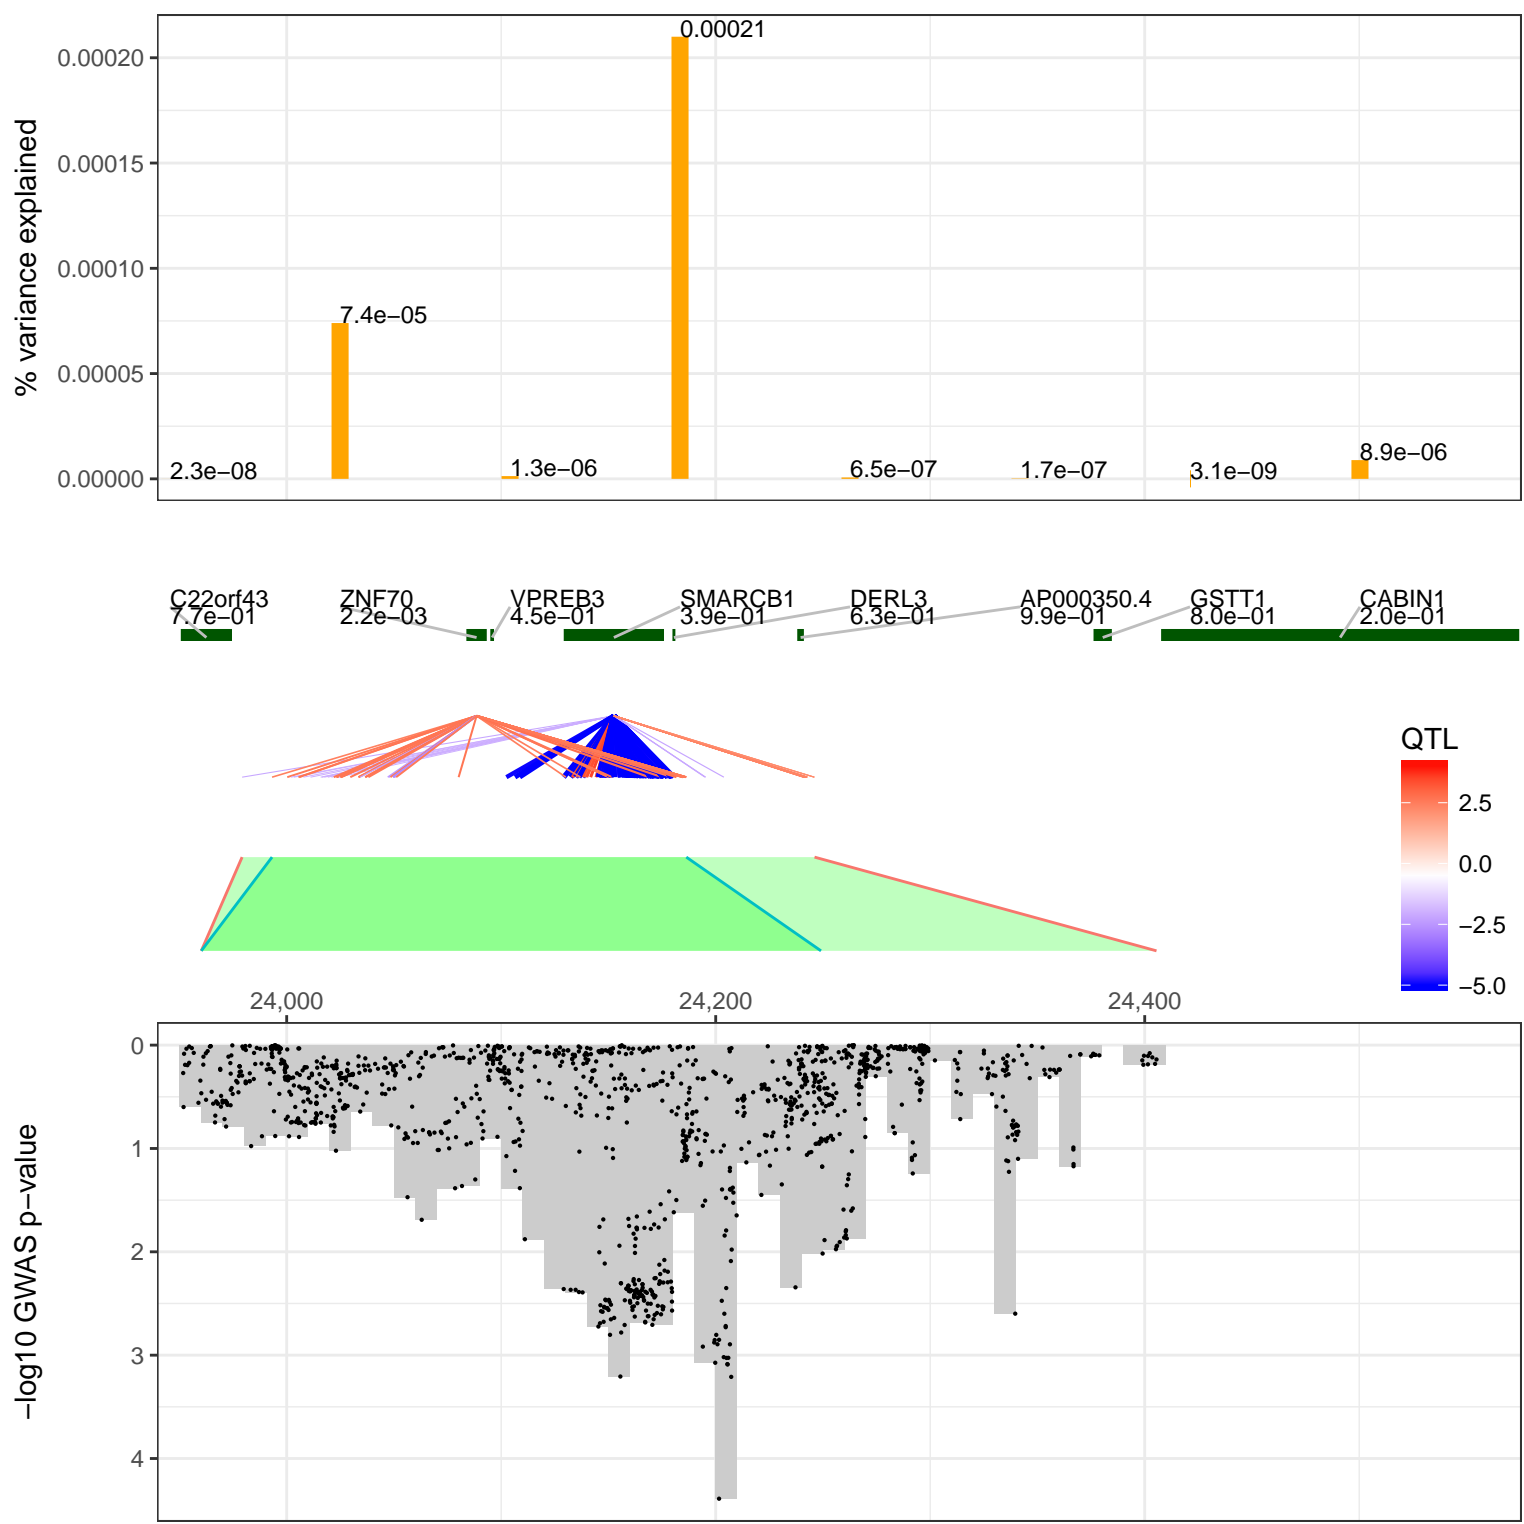 % variance explained
0.00020
0.00015
0.00010
0.00005
0.00000
2.3e−08
7.4e−05
1.3e−06
0.00021
6.5e−07
1.7e−07
3.1e−09
8.9e−06
C22orf43
7.7e−01
ZNF70
2.2e−03
VPREB3
4.5e−01
SMARCB1
3.9e−01
DERL3
6.3e−01
AP000350.4
9.9e−01
GSTT1
8.0e−01
CABIN1
2.0e−01
QTL
2.5
0.0
−2.5
−5.0
24,000
24,200
24,400
−log10 GWAS p−value
0
1
2
3
4